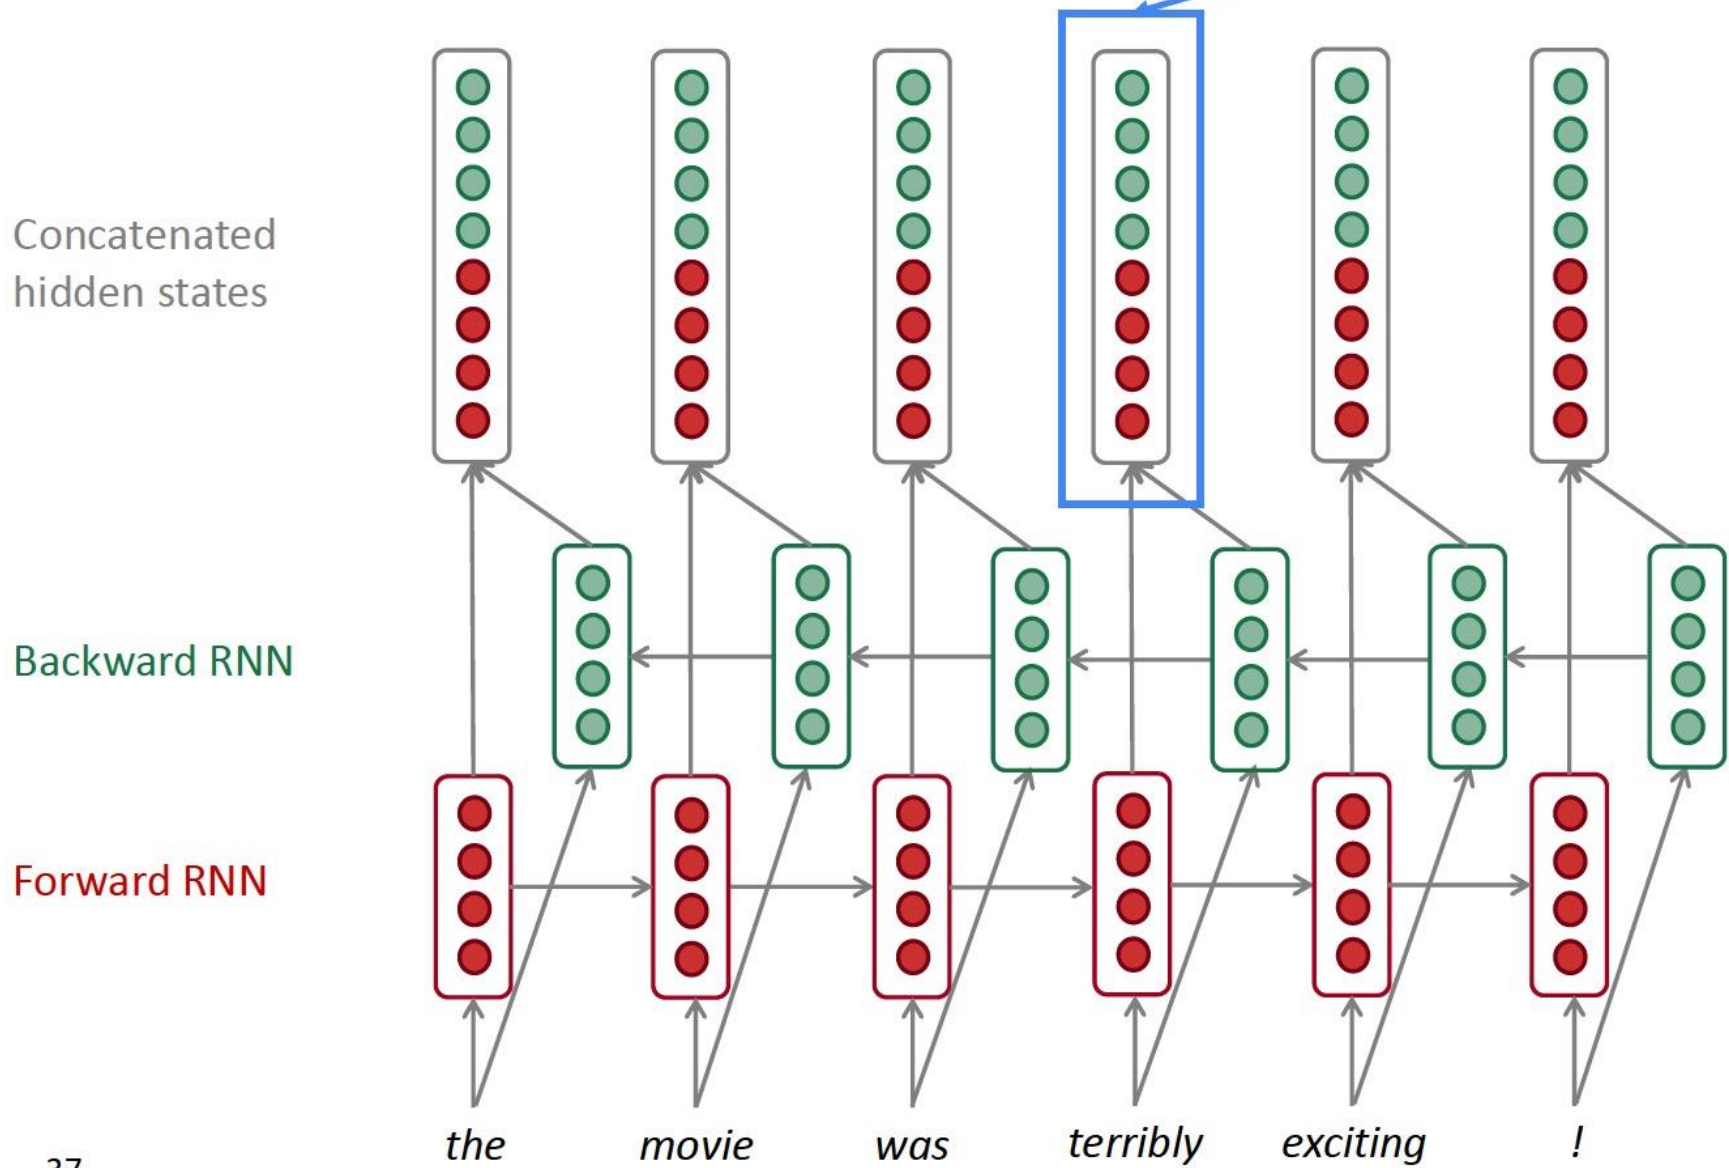 Concatenated
hidden states
Backward RNN
Forward RNN
the movie was terribly exciting !